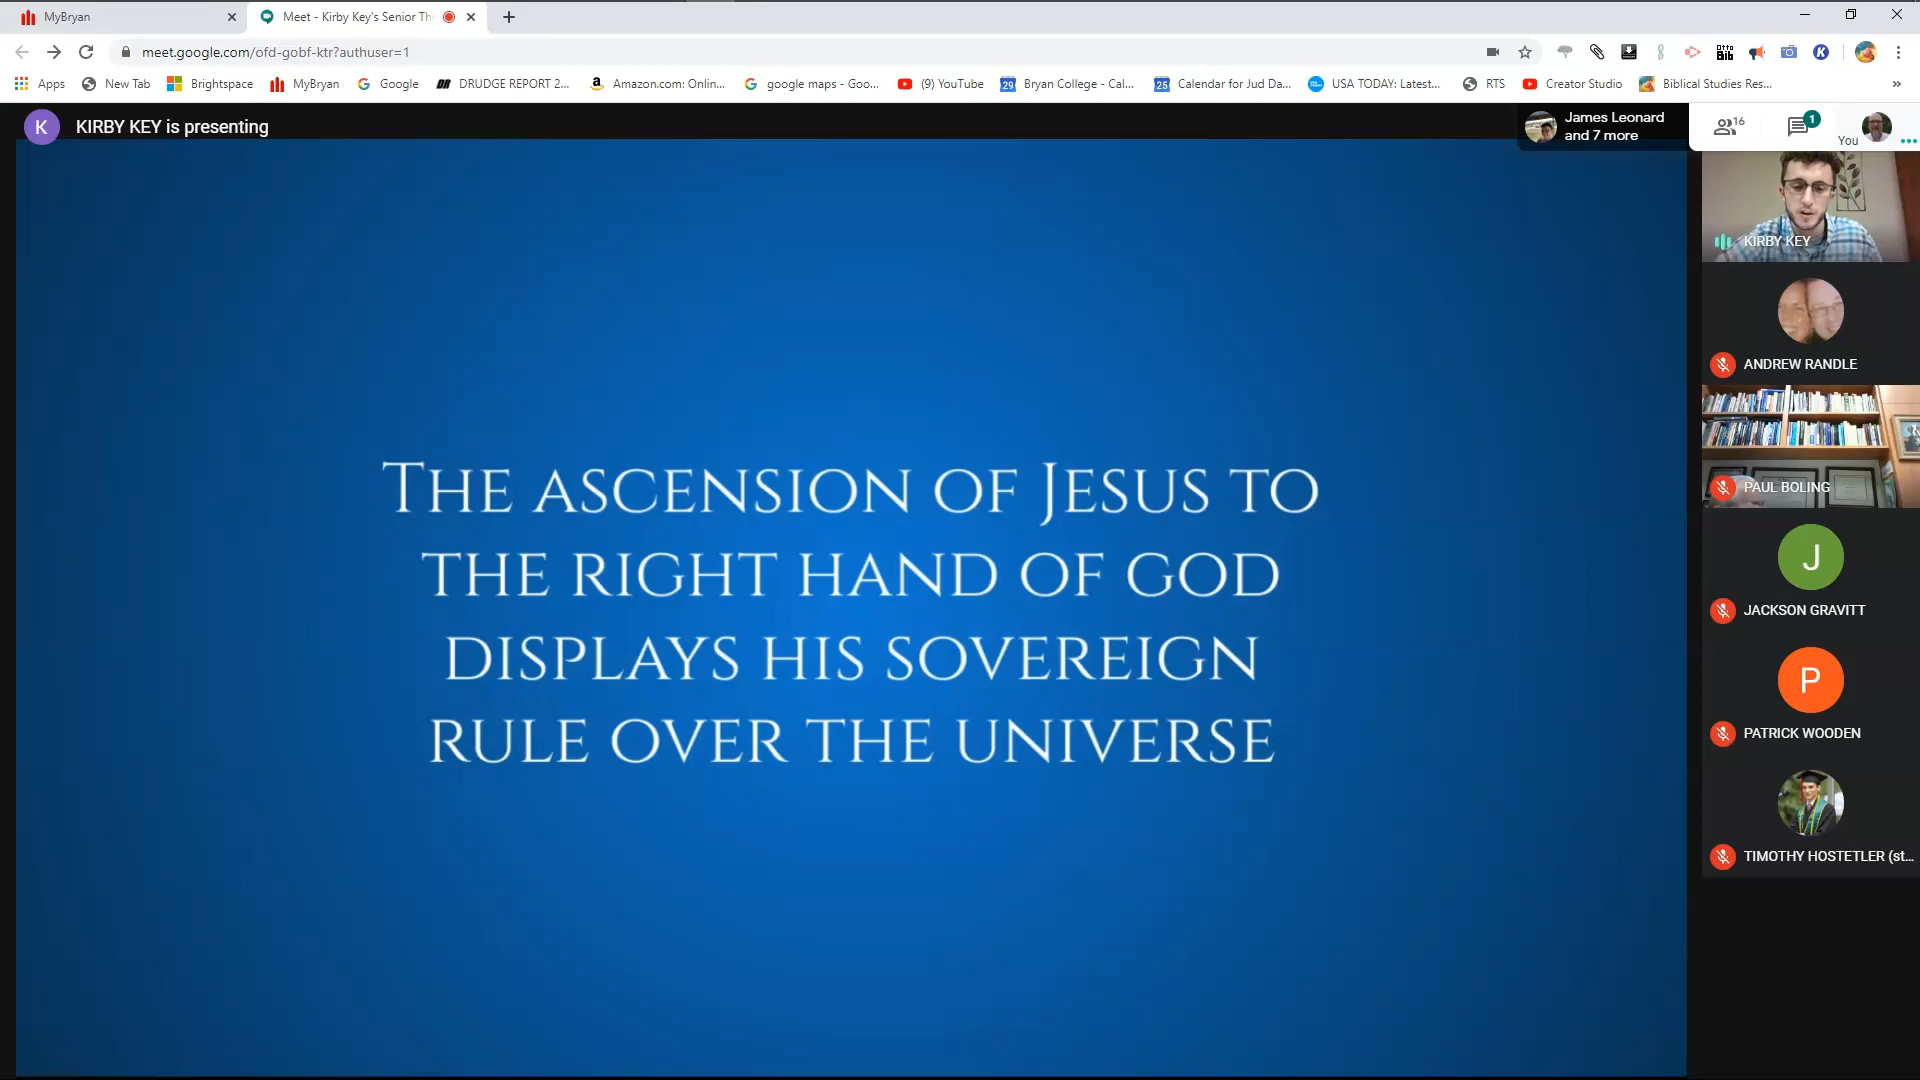 MyBryan
Meet - Kirby Key's Senior Th
meet.google.com/ofd-gobf-ktr?authuser=1
Apps
New Tab
Brightspace
MyBryan
Google
DRUDGE REPORT 2...
Amazon.com: Onlin...
google maps - Goo...
(9) YouTube
29
Bryan College - Cal...
25
Calendar for Jud Da...
USA TODAY: Latest...
RTS
Creator Studio
Biblical Studies Res...
K
KIRBY KEY is presenting
James Leonard
and 7 more
16
1
You
KIRBY KEY
ANDREW RANDLE
PAUL BOLING
J
JACKSON GRAVITT
P
PATRICK WOODEN
TIMOTHY HOSTETLER (st...
THE ASCENSION OF JESUS TO
THE RIGHT HAND OF GOD
DISPLAYS HIS SOVEREIGN
RULE OVER THE UNIVERSE